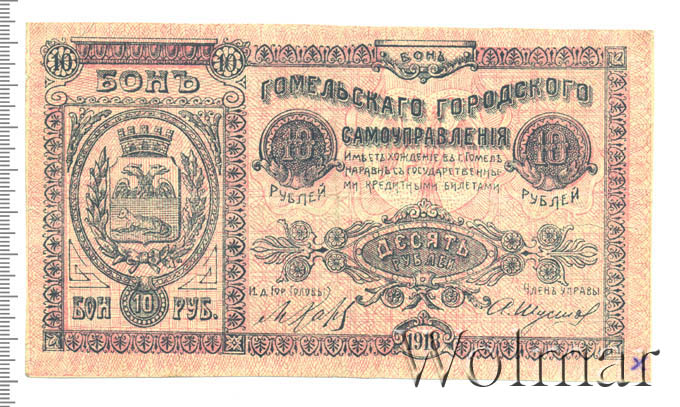 10 10
БОНЪ
БОН 10 РУБ.
БОНЪ
ГОМЕЛЬСКАГО ГОРОДСКОГО
САМОУПРАВЛЕНІЯ
ИМѢЕТЪ ХОЖДЕНІЕ ВЪ Г. ГОМЕЛѢ
НАРАВНѢ СЪ ГОСУДАРСТВЕННЫ-
МИ КРЕДИТНЫМИ БИЛЕТАМИ
10 РУБЛЕЙ
10 РУБЛЕЙ
ДЕСЯТЬ
РУБЛЕЙ
И.д. ГОР. ГОЛОВЫ
ЧЛЕНЪ УПРАВЫ
1918
Wolmar